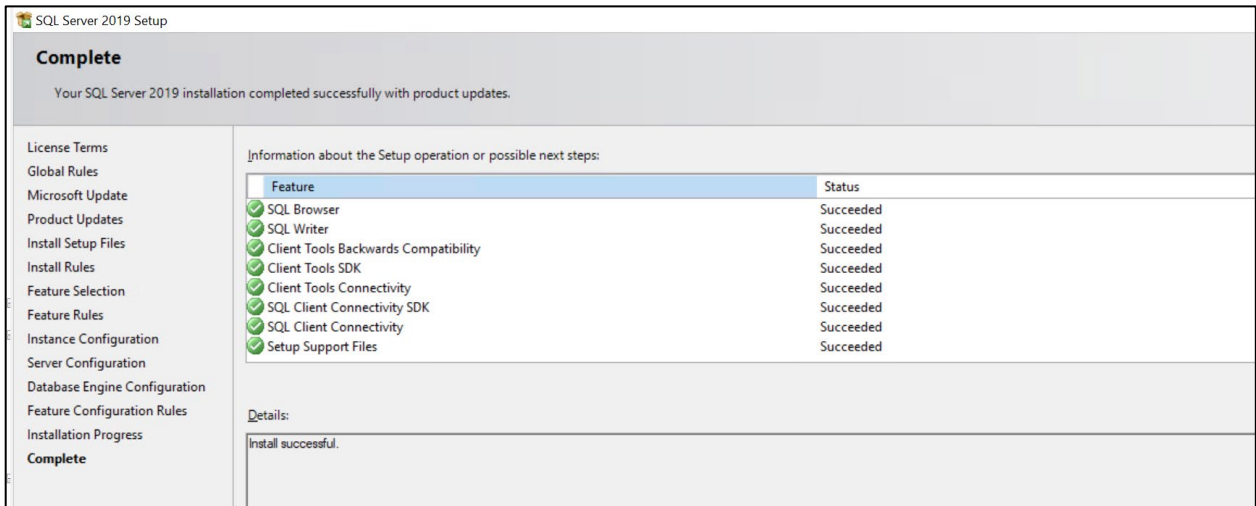 SQL Server 2019 Setup
Complete
Your SQL Server 2019 installation completed successfully with product updates.
License Terms
Global Rules
Microsoft Update
Product Updates
Install Setup Files
Install Rules
Feature Selection
Feature Rules
Instance Configuration
Server Configuration
Database Engine Configuration
Feature Configuration Rules
Installation Progress
Complete
Information about the Setup operation or possible next steps:
Feature Status
SQL Browser Succeeded
SQL Writer Succeeded
Client Tools Backwards Compatibility Succeeded
Client Tools SDK Succeeded
Client Tools Connectivity Succeeded
SQL Client Connectivity SDK Succeeded
SQL Client Connectivity Succeeded
Setup Support Files Succeeded
Details:
Install successful.